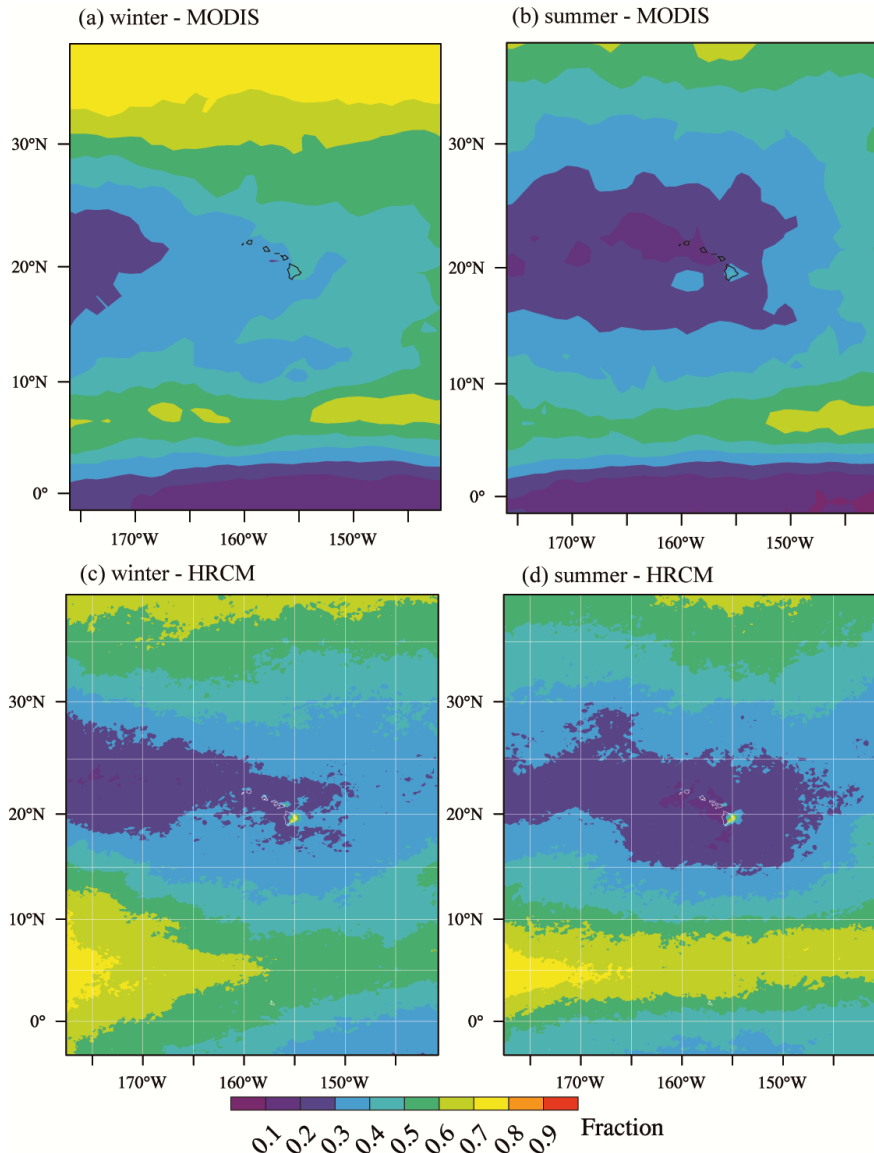 (a) winter - MODIS
(b) summer - MODIS
30°N
20°N
10°N
0°
30°N
20°N
10°N
0°
170°W 160°W 150°W
170°W 160°W 150°W
(c) winter - HRCM
(d) summer - HRCM
30°N
20°N
10°N
0°
30°N
20°N
10°N
0°
170°W 160°W 150°W
170°W 160°W 150°W
0.1 0.2 0.3 0.4 0.5 0.6 0.7 0.8 0.9 Fraction